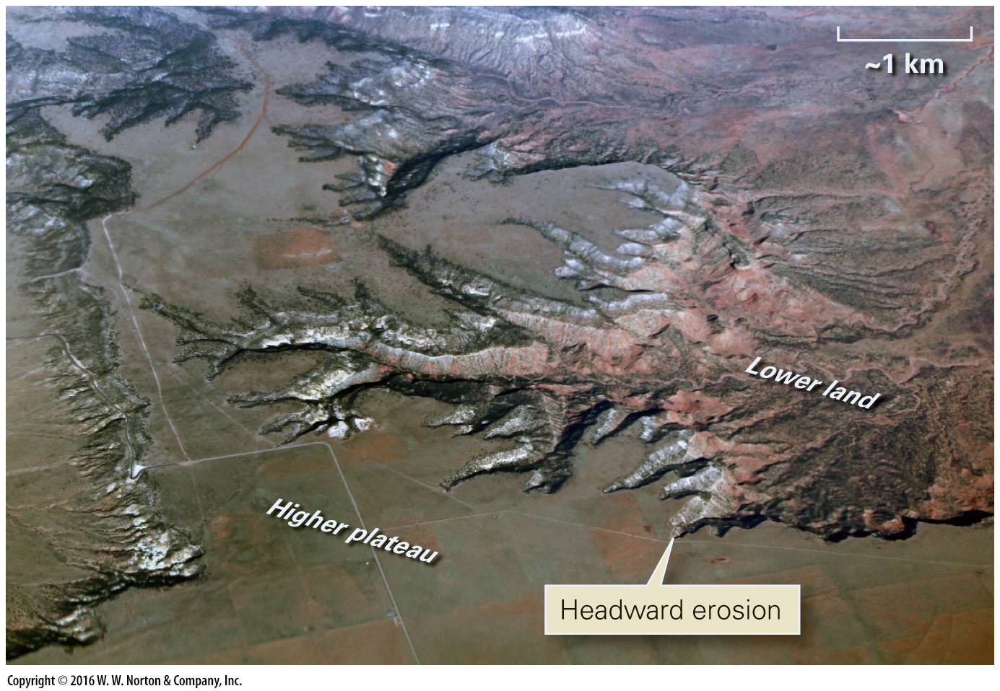 ~1 km
Lower land
Higher plateau
Headward erosion
Copyright © 2016 W. W. Norton & Company, Inc.